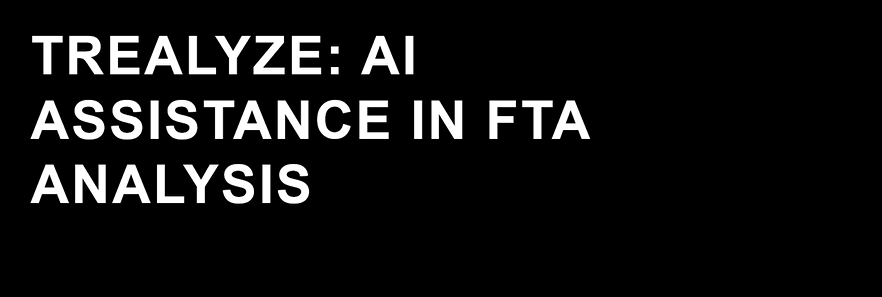 TREALYZE: AI
ASSISTANCE IN FTA
ANALYSIS